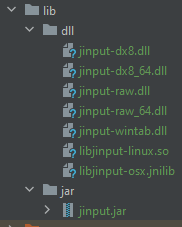 lib
dll
jinput-dx8.dll
jinput-dx8_64.dll
jinput-raw.dll
jinput-raw_64.dll
jinput-wintab.dll
libjinput-linux.so
libjinput-osx.jnilib
jar
jinput.jar